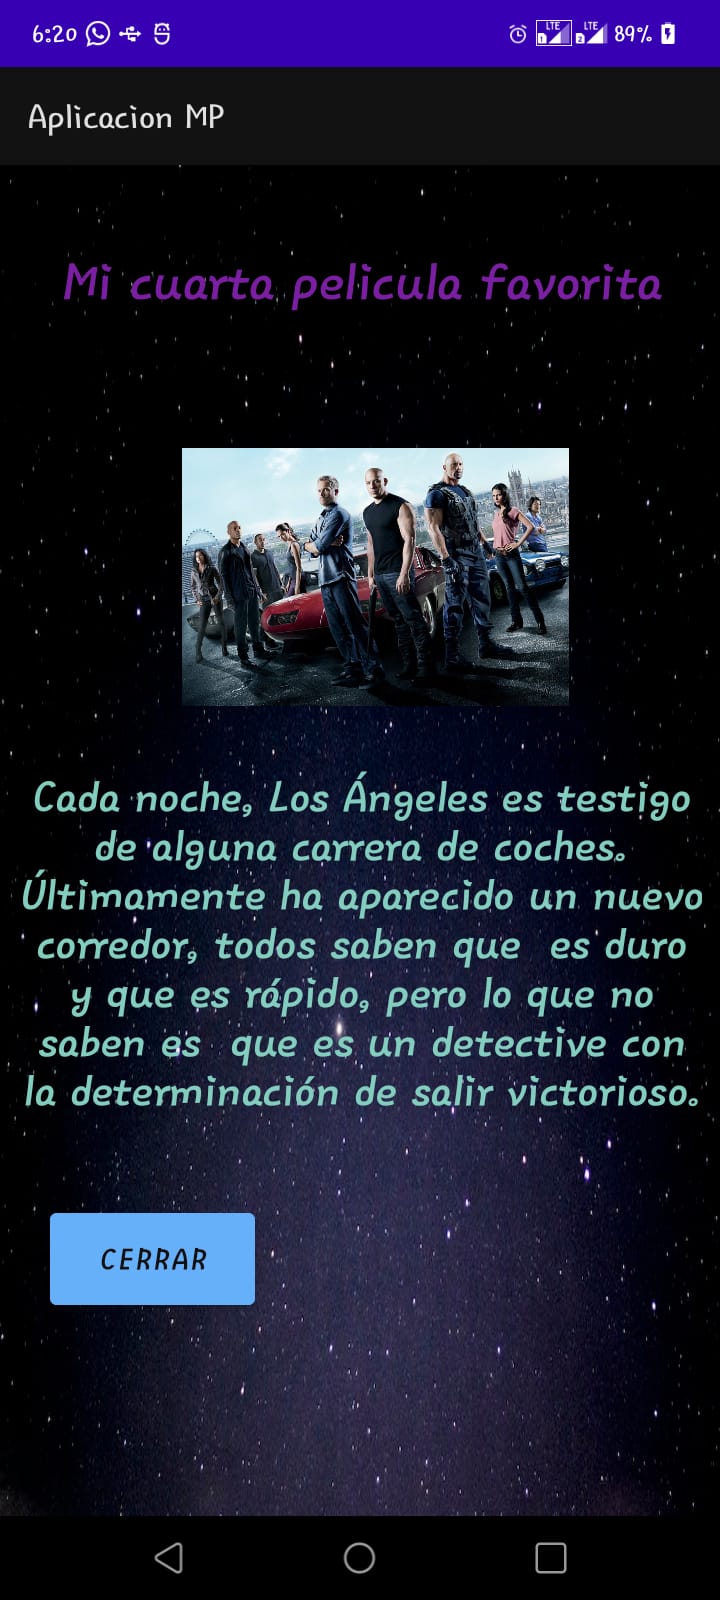 6:20
LTE LTE 89%
1 2
Aplicacion MP
Mi cuarta pelicula favorita
Cada noche, Los Ángeles es testigo
de alguna carrera de coches.
Últimamente ha aparecido un nuevo
corredor, todos saben que  es duro
y que es rápido, pero lo que no
saben es  que es un detective con
la determinación de salir victorioso.
CERRAR